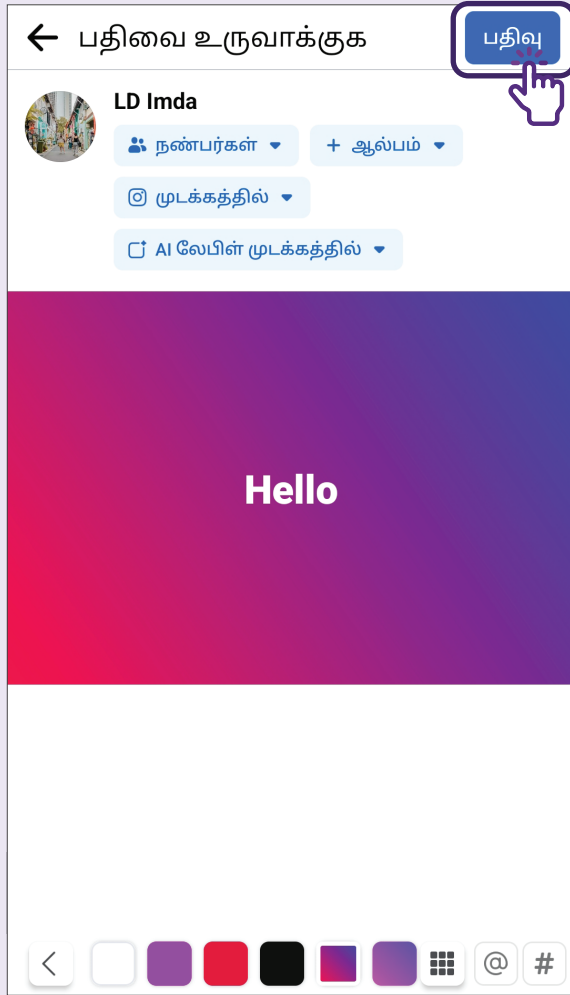 பதிவை உருவாக்குக
பதிவு
LD Imda
நண்பர்கள்
+ ஆல்பம்
முடக்கத்தில்
AI லேபிள் முடக்கத்தில்
Hello
@ #